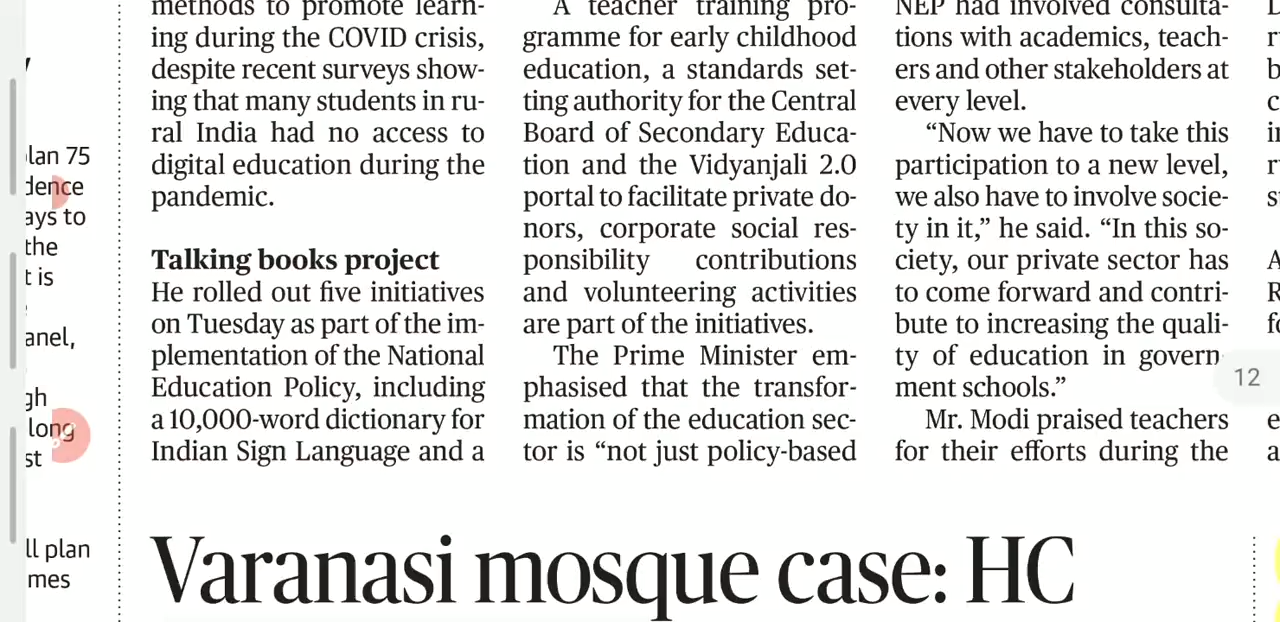 lan 75
dence
ays to
the
t is
anel,
gh
long
st
ll plan
mes
methods to promote learn-
ing during the COVID crisis,
despite recent surveys show-
ing that many students in ru-
ral India had no access to
digital education during the
pandemic.
Talking books project
He rolled out five initiatives
on Tuesday as part of the im-
plementation of the National
Education Policy, including
a 10,000-word dictionary for
Indian Sign Language and a
A teacher training pro-
gramme for early childhood
education, a standards set-
ting authority for the Central
Board of Secondary Educa-
tion and the Vidyanjali 2.0
portal to facilitate private do-
nors, corporate social res-
ponsibility contributions
and volunteering activities
are part of the initiatives.
The Prime Minister em-
phasised that the transfor-
mation of the education sec-
tor is “not just policy-based
NEP had involved consulta-
tions with academics, teach-
ers and other stakeholders at
every level.
“Now we have to take this
participation to a new level,
we also have to involve socie-
ty in it,” he said. “In this so-
ciety, our private sector has
to come forward and contri-
bute to increasing the quali-
ty of education in govern-
ment schools.”
Mr. Modi praised teachers
for their efforts during the
12
Varanasi mosque case: HC